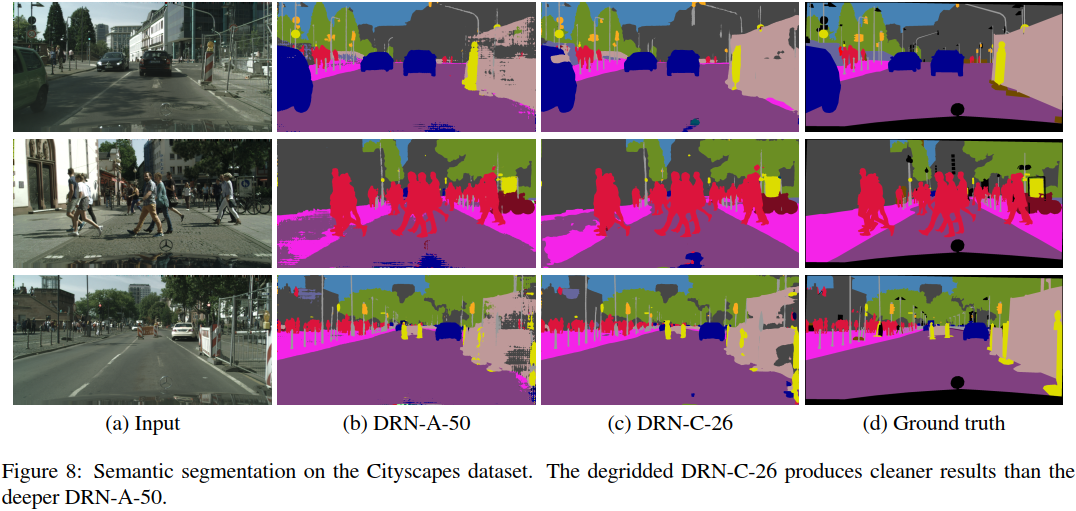 (a) Input
(b) DRN-A-50
(c) DRN-C-26
(d) Ground truth
Figure 8: Semantic segmentation on the Cityscapes dataset. The degridded DRN-C-26 produces cleaner results than the
deeper DRN-A-50.